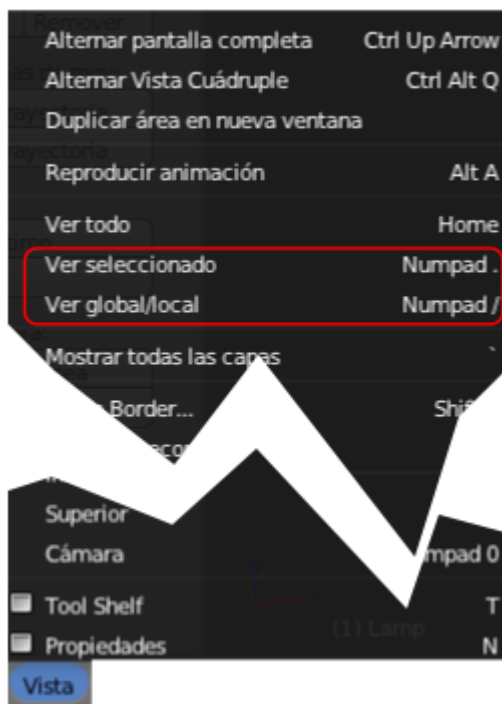 Remover
Alternar pantalla completa Ctrl Up Arrow
Alternar Vista Cuádruple Ctrl Alt Q
Duplicar área en nueva ventana
Reproducir animación Alt A
Ver todo Home
Ver seleccionado Numpad .
Ver global/local Numpad /
Mostrar todas las capas `
Border...
Superior
Cámara 0
Tool Shelf T
(1) Lamp
Propiedades N
Vista